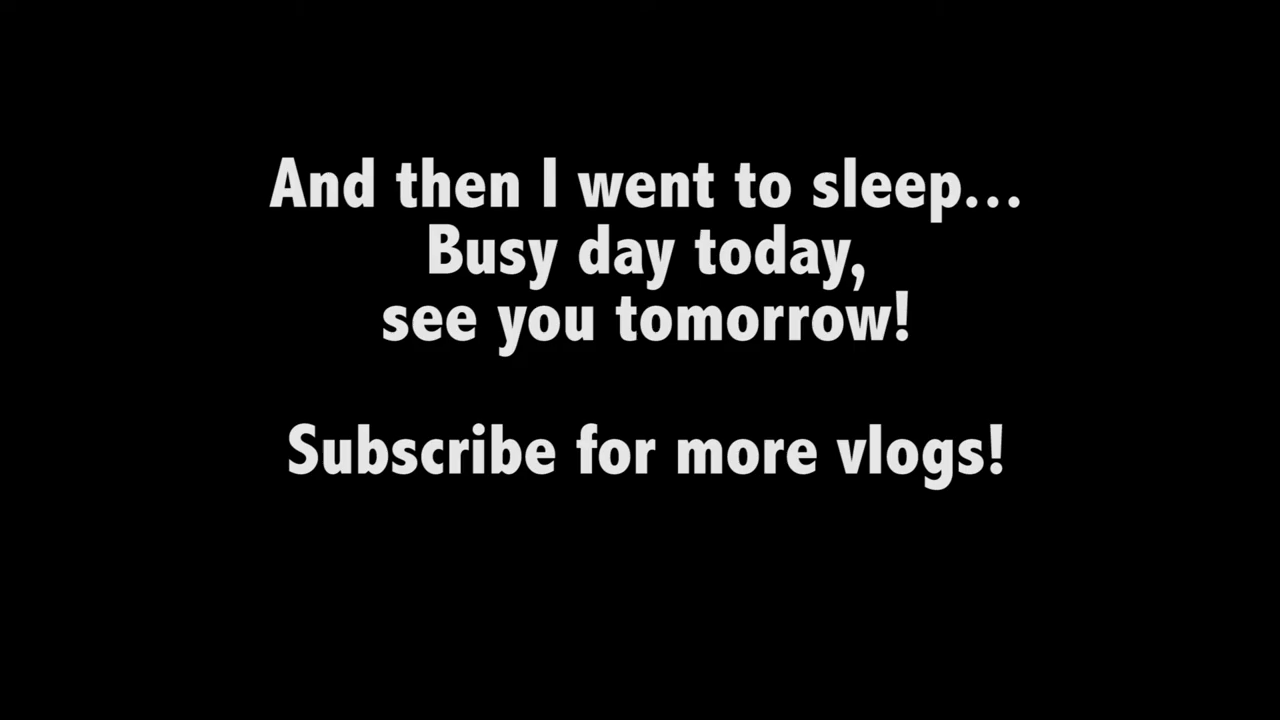 And then I went to sleep...
Busy day today,
see you tomorrow!
Subscribe for more vlogs!